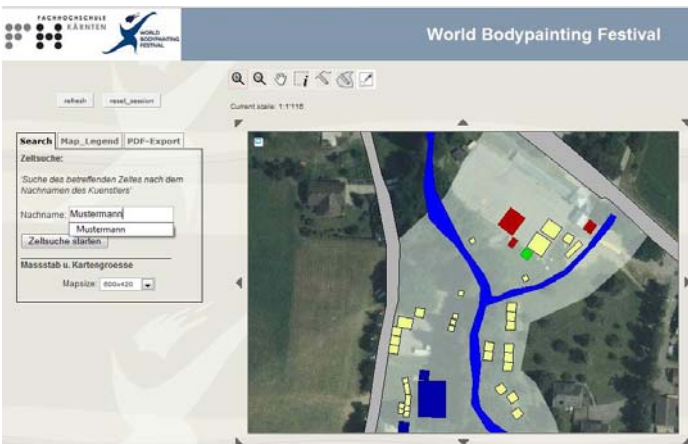 FACHHOCHSCHULE
KÄRNTEN
WORLD
BODYPAINTING
FESTIVAL
World Bodypainting Festival
refresh
reset_session
Current scale: 1:1'116
Search
Map_Legend
PDF-Export
Zeltsuche:
'Suche des betreffenden Zeltes nach dem
Nachnamen des Kuenstlers'
Nachname: Mustermann
Mustermann
Zeltsuche starten
Massstab u. Kartengroesse
Mapsize: 600x420